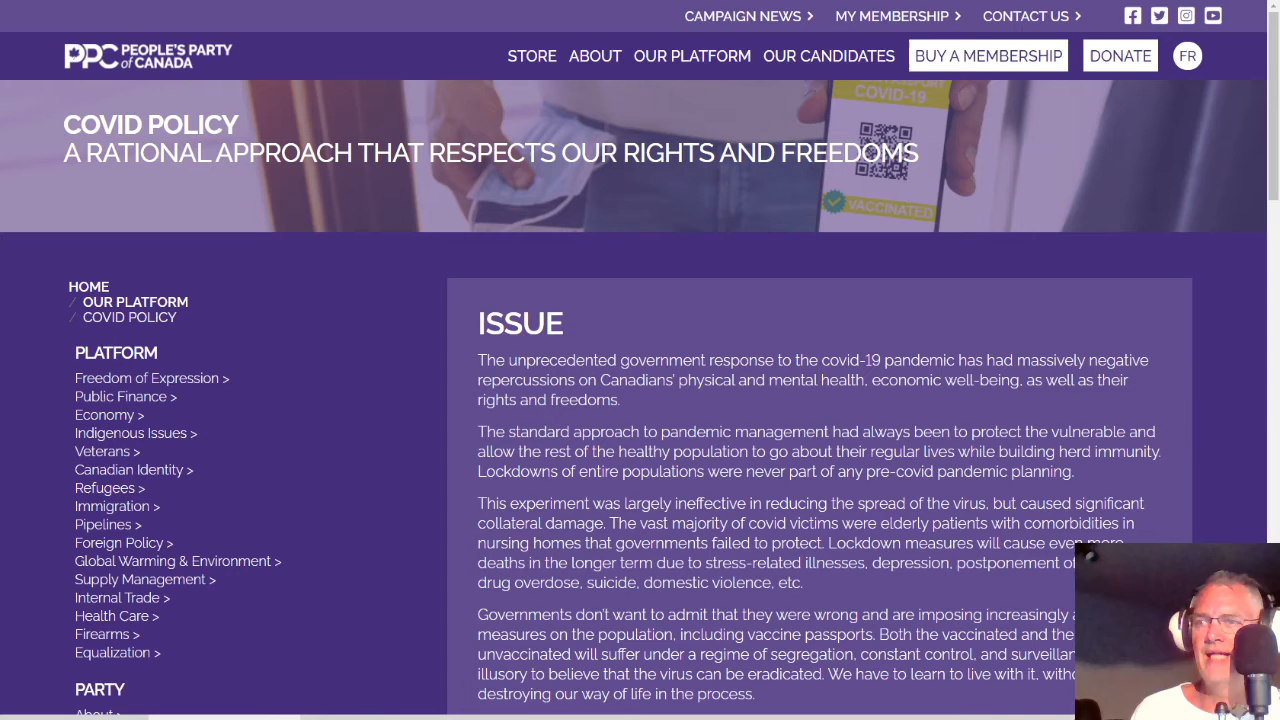 CAMPAIGN NEWS > MY MEMBERSHIP > CONTACT US >
PPC PEOPLE'S PARTY of CANADA
STORE ABOUT OUR PLATFORM OUR CANDIDATES BUY A MEMBERSHIP DONATE FR
COVID-19
COVID POLICY
A RATIONAL APPROACH THAT RESPECTS OUR RIGHTS AND FREEDOMS
VACCINATED
HOME
/ OUR PLATFORM
/ COVID POLICY
PLATFORM
Freedom of Expression >
Public Finance >
Economy >
Indigenous Issues >
Veterans >
Canadian Identity >
Refugees >
Immigration >
Pipelines >
Foreign Policy >
Global Warming & Environment >
Supply Management >
Internal Trade >
Health Care >
Firearms >
Equalization >
PARTY
About >
ISSUE
The unprecedented government response to the covid-19 pandemic has had massively negative
repercussions on Canadians' physical and mental health, economic well-being, as well as their
rights and freedoms.
The standard approach to pandemic management had always been to protect the vulnerable and
allow the rest of the healthy population to go about their regular lives while building herd immunity.
Lockdowns of entire populations were never part of any pre-covid pandemic planning.
This experiment was largely ineffective in reducing the spread of the virus, but caused significant
collateral damage. The vast majority of covid victims were elderly patients with comorbidities in
nursing homes that governments failed to protect. Lockdown measures will cause even more
deaths in the longer term due to stress-related illnesses, depression, postponement of
drug overdose, suicide, domestic violence, etc.
Governments don't want to admit that they were wrong and are imposing increasingly
measures on the population, including vaccine passports. Both the vaccinated and the
unvaccinated will suffer under a regime of segregation, constant control, and
illusory to believe that the virus can be eradicated. We have to learn to live with it,
destroying our way of life in the process.